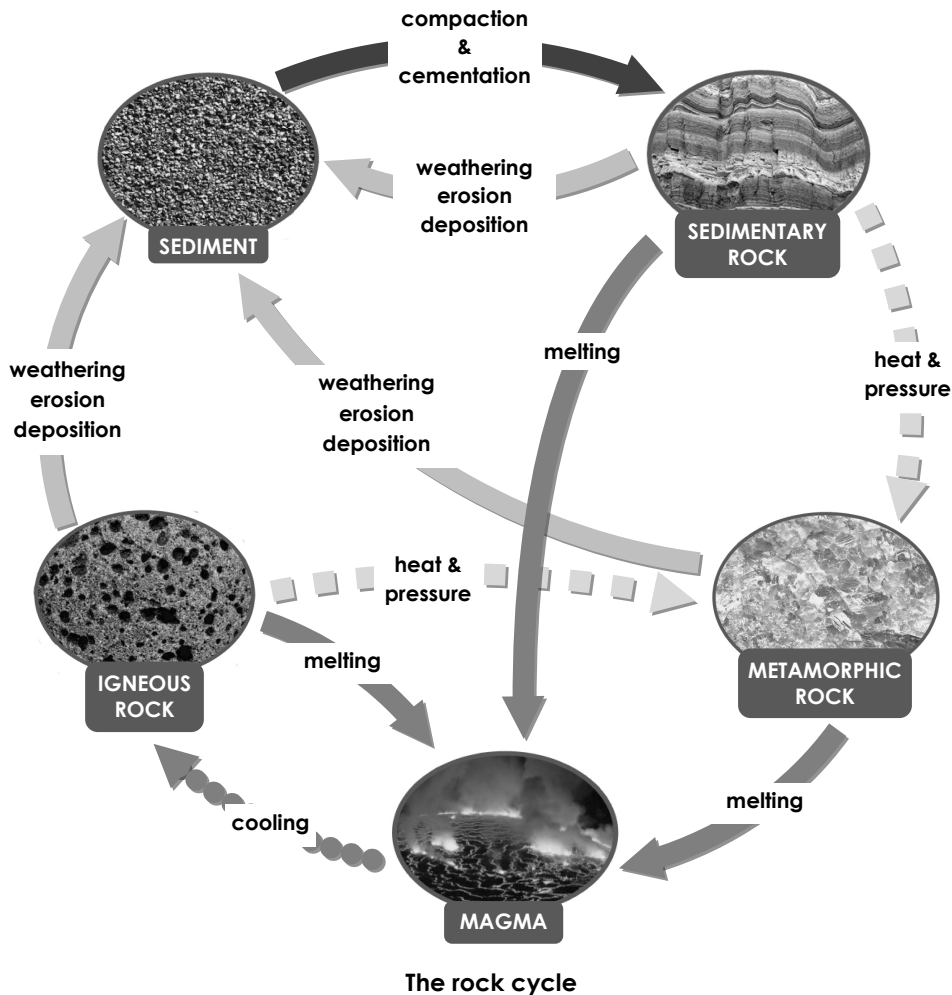 compaction
&
cementation
weathering
erosion
deposition
SEDIMENT
SEDIMENTARY
ROCK
melting
heat &
pressure
weathering
erosion
deposition
weathering
erosion
deposition
heat &
pressure
melting
IGNEOUS
ROCK
METAMORPHIC
ROCK
melting
cooling
MAGMA
The rock cycle